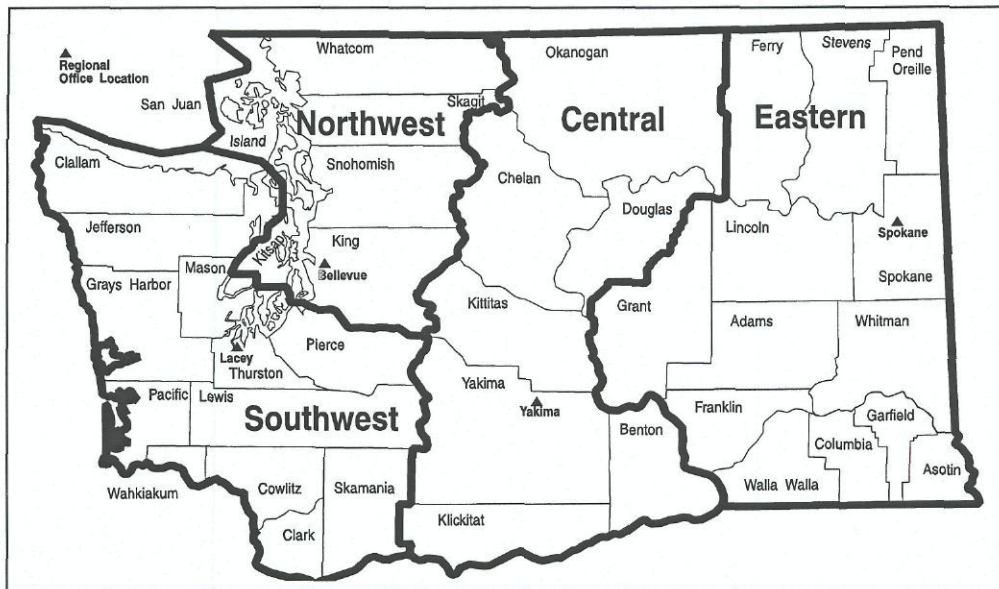 Regional
Office Location
San Juan
Whatcom
Skagit
Okanogan
Ferry
Stevens
Pend
Oreille
Northwest
Central
Eastern
Island
Clallam
Snohomish
Chelan
Douglas
Lincoln
Spokane
Spokane
Jefferson
Kitsap
King
Bellevue
Mason
Grays Harbor
Kittitas
Grant
Adams
Whitman
Pierce
Lacey
Thurston
Yakima
Yakima
Pacific
Lewis
Southwest
Benton
Franklin
Garfield
Columbia
Asotin
Walla Walla
Wahkiakum
Cowlitz
Skamania
Clark
Klickitat